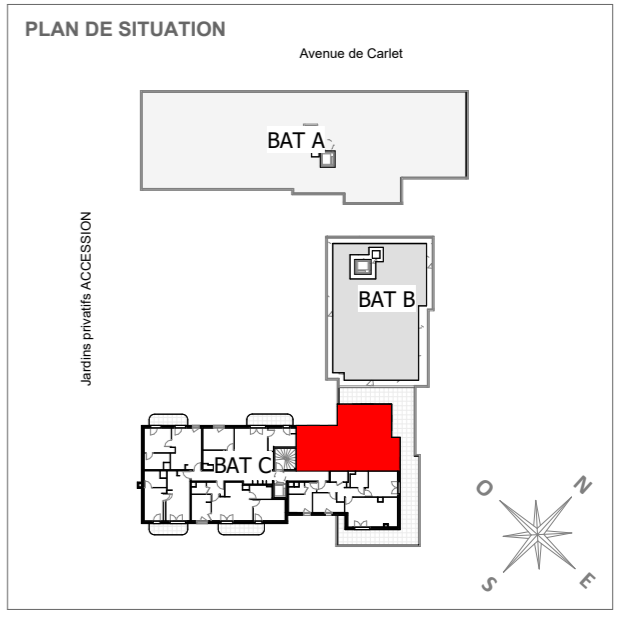 PLAN DE SITUATION
Avenue de Carlet
BAT A
Jardins privatifs ACCESSION
BAT B
BAT C
O
N
S
E